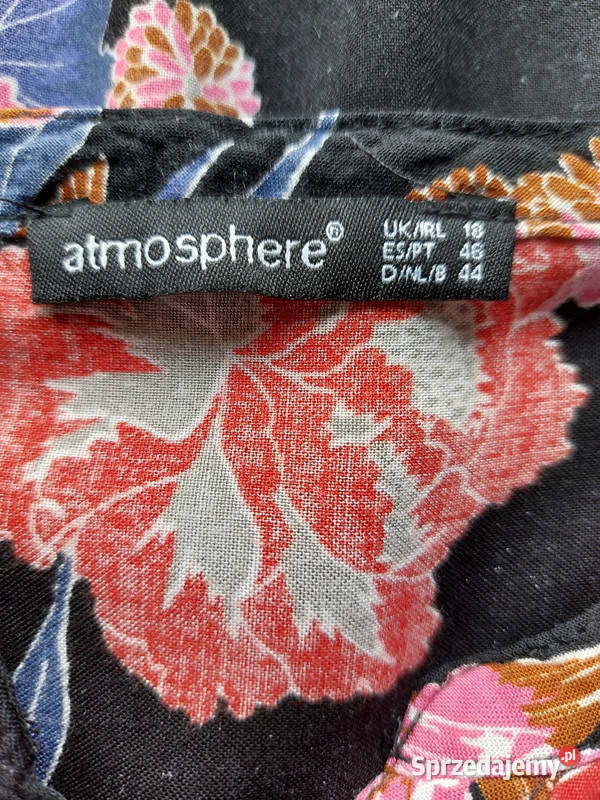 atmosphere®
UK/IRL 18
ES/PT 46
D/NL/B 44
Sprzedajemy.pl